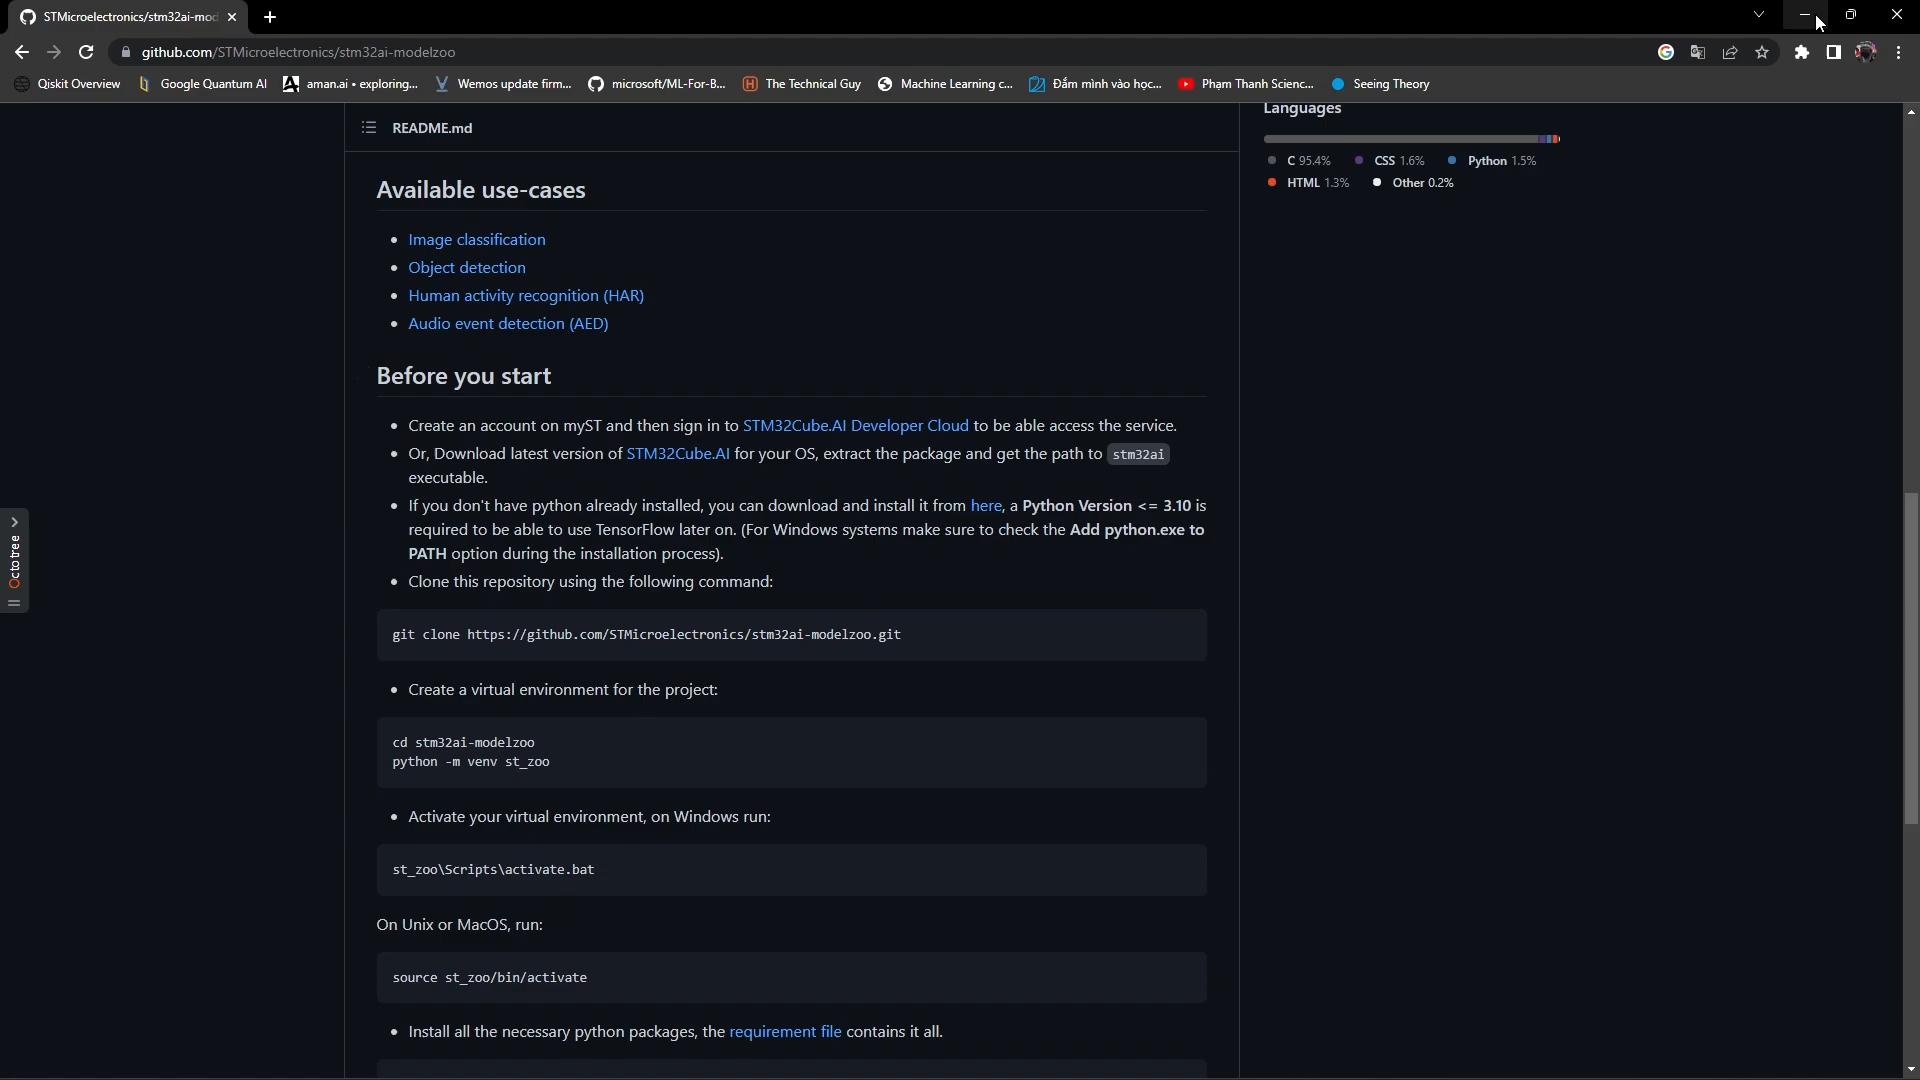 STMicroelectronics/stm32ai-mod
github.com/STMicroelectronics/stm32ai-modelzoo
Qiskit Overview
Google Quantum AI
aman.ai • exploring...
Wemos update firm...
microsoft/ML-For-B...
The Technical Guy
Machine Learning c...
Đắm mình vào học...
Phạm Thanh Scienc...
Seeing Theory
README.md
Available use-cases
• Image classification
• Object detection
• Human activity recognition (HAR)
• Audio event detection (AED)
Before you start
• Create an account on myST and then sign in to STM32Cube.AI Developer Cloud to be able access the service.
• Or, Download latest version of STM32Cube.AI for your OS, extract the package and get the path to stm32ai
executable.
• If you don't have python already installed, you can download and install it from here, a Python Version <= 3.10 is
required to be able to use TensorFlow later on. (For Windows systems make sure to check the Add python.exe to
PATH option during the installation process).
• Clone this repository using the following command:
git clone https://github.com/STMicroelectronics/stm32ai-modelzoo.git
• Create a virtual environment for the project:
cd stm32ai-modelzoo
python -m venv st_zoo
• Activate your virtual environment, on Windows run:
st_zoo\Scripts\activate.bat
On Unix or MacOS, run:
source st_zoo/bin/activate
• Install all the necessary python packages, the requirement file contains it all.
Languages
C 95.4%
CSS 1.6%
Python 1.5%
HTML 1.3%
Other 0.2%
Octotree